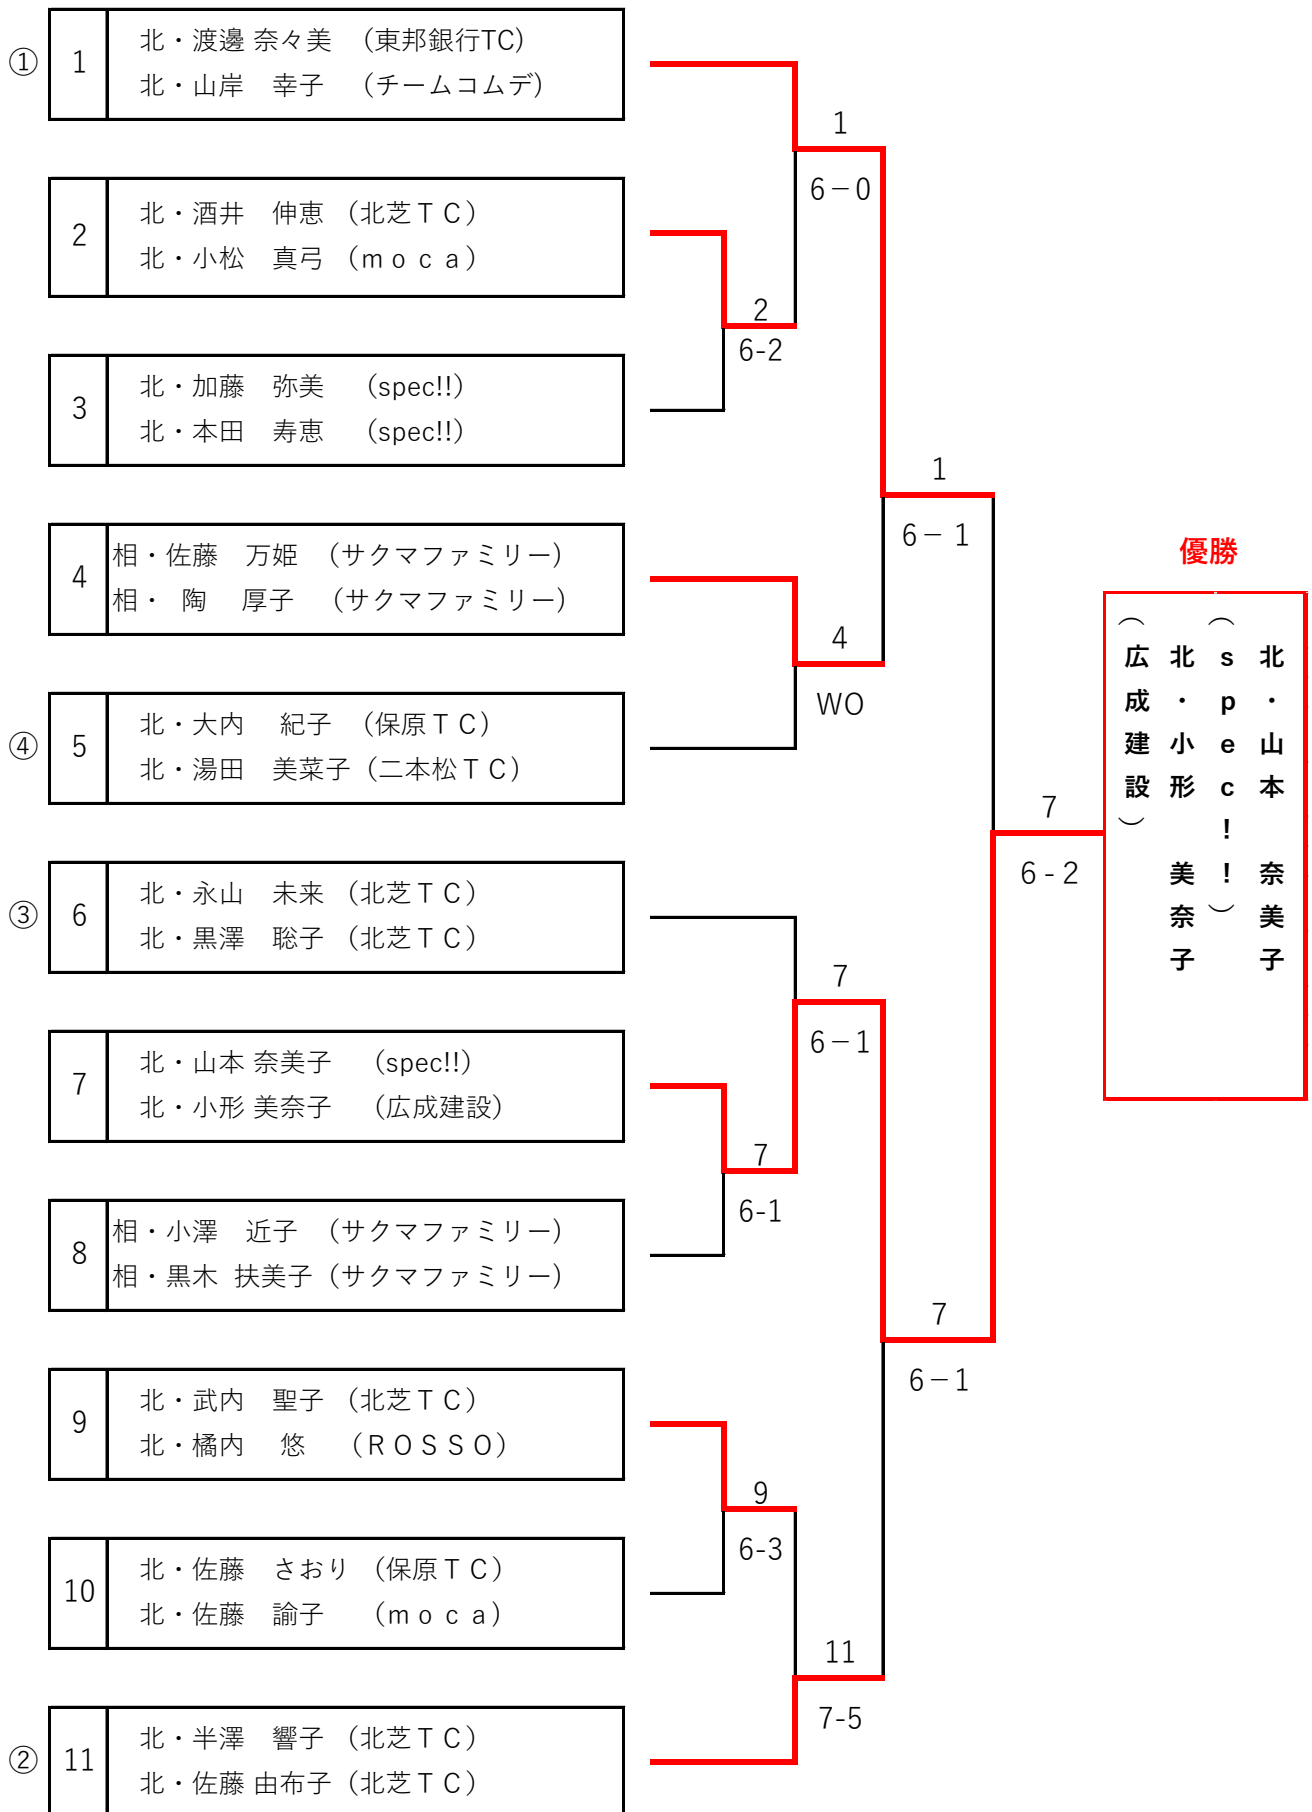 ① 1 北・渡邊 奈々美 (東邦銀行TC)
北・山岸 幸子 (チームコムデ)
2 北・酒井 伸恵 (北芝TC)
北・小松 真弓 (moca)
3 北・加藤 弥美 (spec!!)
北・本田 寿恵 (spec!!)
4 相・佐藤 万姫 (サクマファミリー)
相・ 陶 厚子 (サクマファミリー)
④ 5 北・大内 紀子 (保原TC)
北・湯田 美菜子 (二本松TC)
③ 6 北・永山 未来 (北芝TC)
北・黒澤 聡子 (北芝TC)
7 北・山本 奈美子 (spec!!)
北・小形 美奈子 (広成建設)
8 相・小澤 近子 (サクマファミリー)
相・黒木 扶美子 (サクマファミリー)
9 北・武内 聖子 (北芝TC)
北・橘内 悠 (ROSSO)
10 北・佐藤 さおり (保原TC)
北・佐藤 諭子 (moca)
② 11 北・半澤 響子 (北芝TC)
北・佐藤 由布子 (北芝TC)
2
6-2
7
6-1
9
6-3
1
6－0
4
WO
7
6－1
11
7-5
1
6－1
7
6－1
7
6-2
優勝
北・山本 奈美子
(spec!!)
北・小形 美奈子
(広成建設)